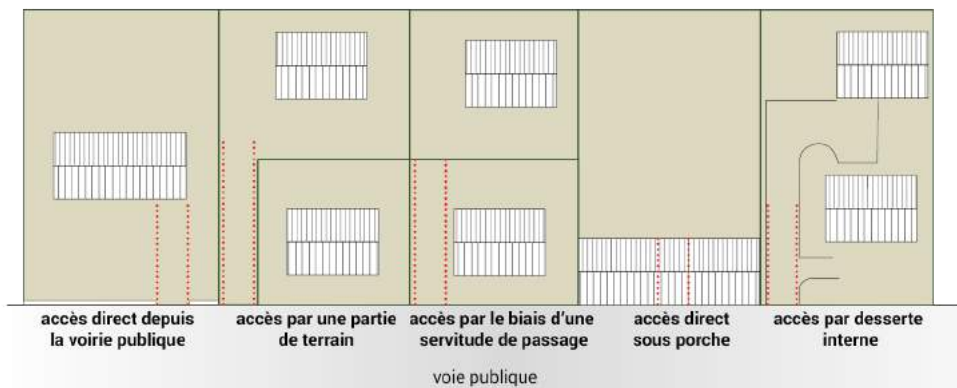 accès direct depuis
la voirie publique
accès par une partie
de terrain
accès par le biais d’une
servitude de passage
accès direct
sous porche
accès par desserte
interne
voie publique